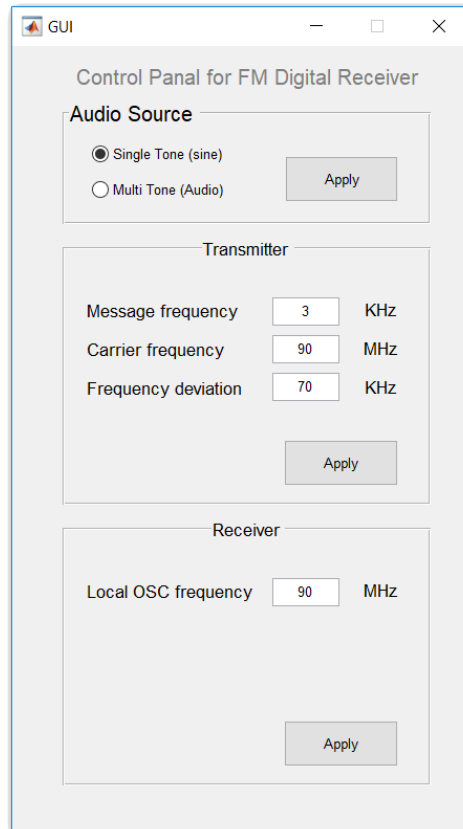 GUI
Control Panal for FM Digital Receiver
Audio Source
Single Tone (sine)
Multi Tone (Audio)
Apply
Transmitter
Message frequency 3 KHz
Carrier frequency 90 MHz
Frequency deviation 70 KHz
Apply
Receiver
Local OSC frequency 90 MHz
Apply